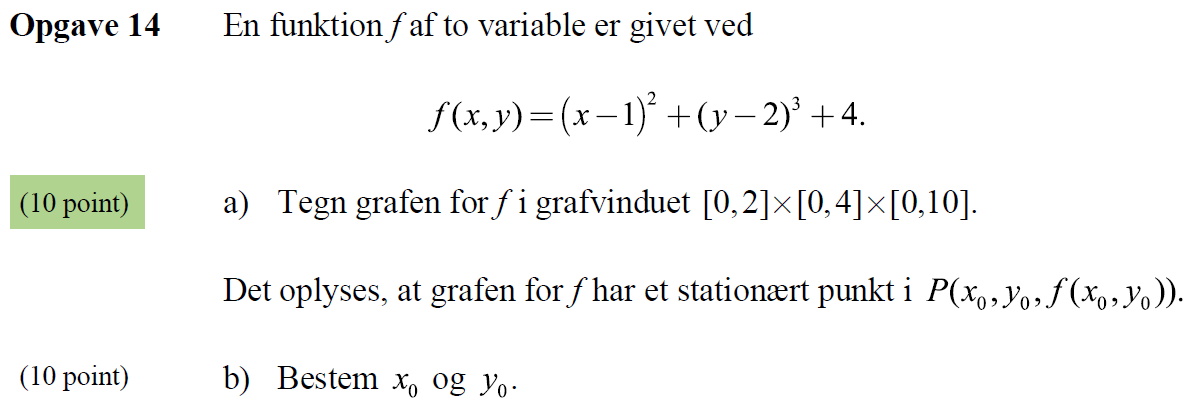 Opgave 14 En funktion f af to variable er givet ved
f(x, y) = (x − 1)² + (y − 2)³ + 4.
(10 point) a) Tegn grafen for f i grafvinduet [0, 2]×[0, 4]×[0,10].
Det oplyses, at grafen for f har et stationært punkt i P(x₀, y₀, f(x₀, y₀)).
(10 point) b) Bestem x₀ og y₀.